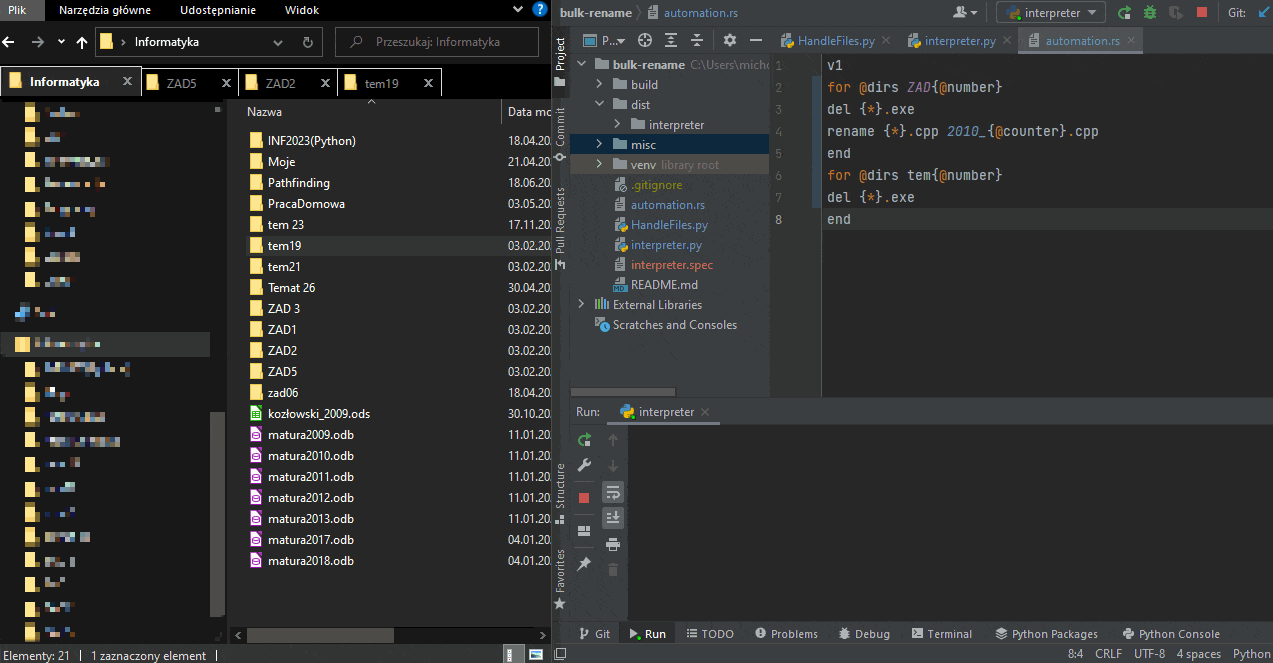 Plik Narzędzia główne Udostępnianie Widok
Informatyka
Przeszukaj: Informatyka
Informatyka ZAD5 ZAD2 tem19
Nazwa Data mo
INF2023(Python) 18.04.20
Moje 21.04.20
Pathfinding 18.06.20
PracaDomowa 03.05.20
tem 23 17.11.20
tem19 03.02.20
tem21 03.02.20
Temat 26 30.04.20
ZAD 3 03.02.20
ZAD1 03.02.20
ZAD2 03.02.20
ZAD5 03.02.20
zad06 18.04.20
kozłowski_2009.ods 30.10.20
matura2009.odb 11.01.20
matura2010.odb 11.01.20
matura2011.odb 11.01.20
matura2012.odb 11.01.20
matura2013.odb 11.01.20
matura2017.odb 04.01.20
matura2018.odb 04.01.20
Elementy: 21 1 zaznaczony element
bulk-rename automation.rs
interpreter
Git:
Project
Commit
Pull Requests
Structure
Favorites
P...
HandleFiles.py interpreter.py automation.rs
bulk-rename C:\Users\micho
build
dist
interpreter
misc
venv library root
.gitignore
automation.rs
HandleFiles.py
interpreter.py
interpreter.spec
README.md
External Libraries
Scratches and Consoles
1 v1
2 for @dirs ZAD{@number}
3 del {*}.exe
4 rename {*}.cpp 2010_{@counter}.cpp
5 end
6 for @dirs tem{@number}
7 del {*}.exe
8 end
Run: interpreter
Git Run TODO Problems Debug Terminal Python Packages Python Console
8:4 CRLF UTF-8 4 spaces Python